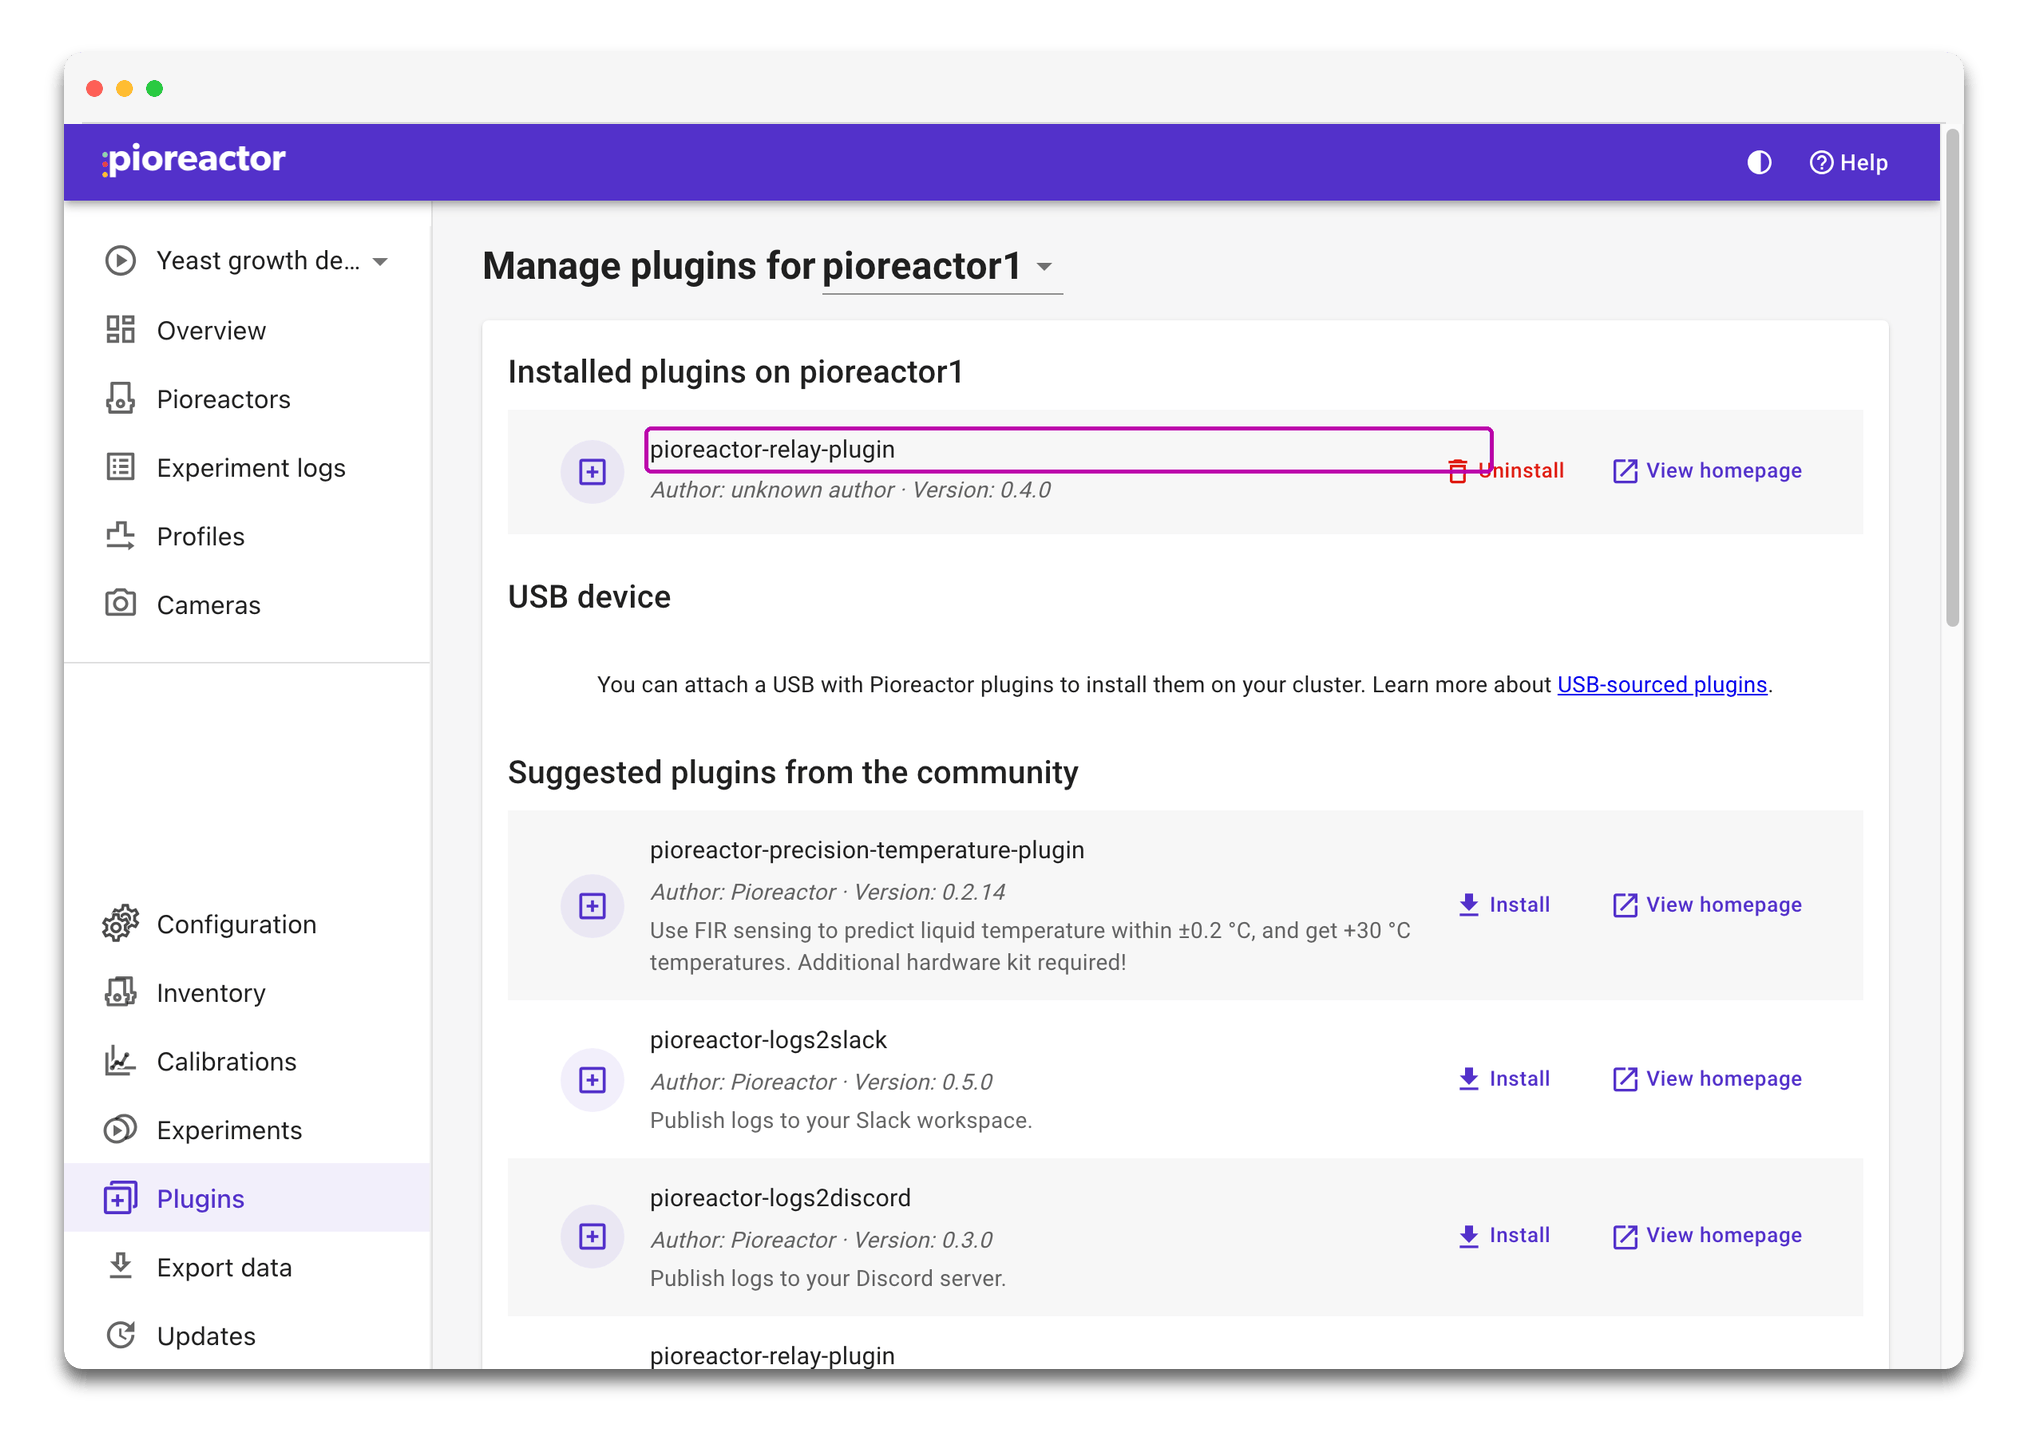 pioreactor
Help
Yeast growth de...
Overview
Pioreactors
Experiment logs
Profiles
Cameras
Configuration
Inventory
Calibrations
Experiments
Plugins
Export data
Updates
Manage plugins for pioreactor1
Installed plugins on pioreactor1
pioreactor-relay-plugin
Author: unknown author · Version: 0.4.0
Uninstall
View homepage
USB device
You can attach a USB with Pioreactor plugins to install them on your cluster. Learn more about USB-sourced plugins.
Suggested plugins from the community
pioreactor-precision-temperature-plugin
Author: Pioreactor · Version: 0.2.14
Use FIR sensing to predict liquid temperature within ±0.2 °C, and get +30 °C
temperatures. Additional hardware kit required!
Install
View homepage
pioreactor-logs2slack
Author: Pioreactor · Version: 0.5.0
Publish logs to your Slack workspace.
Install
View homepage
pioreactor-logs2discord
Author: Pioreactor · Version: 0.3.0
Publish logs to your Discord server.
Install
View homepage
pioreactor-relay-plugin